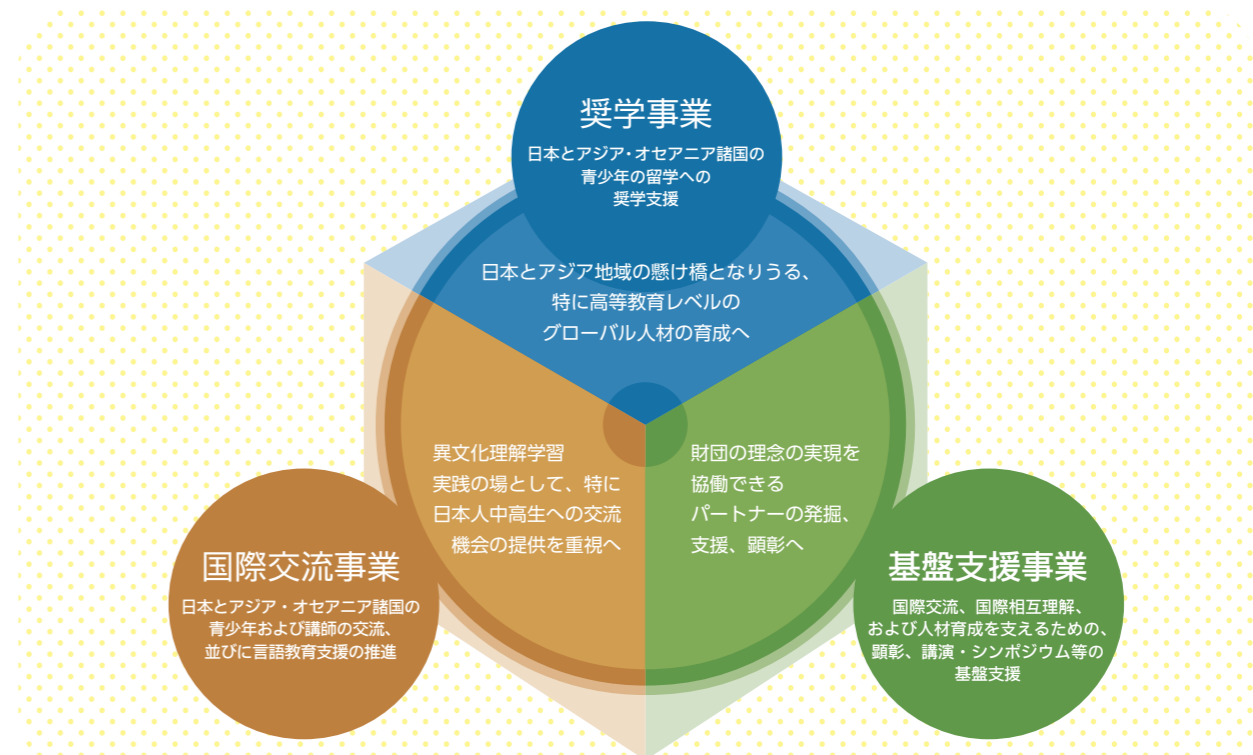 奨学事業
日本とアジア・オセアニア諸国の
青少年の留学への
奨学支援
日本とアジア地域の懸け橋となりうる、
特に高等教育レベルの
グローバル人材の育成へ
異文化理解学習
実践の場として、特に
日本人中高生への交流
機会の提供を重視へ
財団の理念の実現を
協働できる
パートナーの発掘、
支援、顕彰へ
国際交流事業
日本とアジア・オセアニア諸国の
青少年および講師の交流、
並びに言語教育支援の推進
基盤支援事業
国際交流、国際相互理解、
および人材育成を支えるための、
顕彰、講演・シンポジウム等の
基盤支援